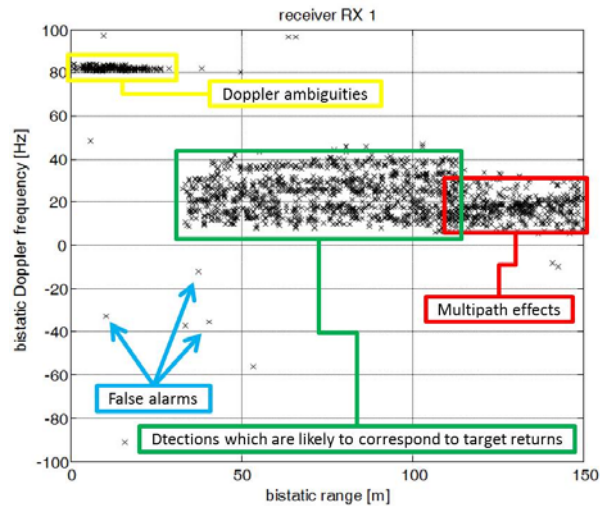 receiver RX 1
100
80
60
40
20
0
-20
-40
-60
-80
-100
bistatic Doppler frequency [Hz]
Doppler ambiguities
Multipath effects
False alarms
Dtections which are likely to correspond to target returns
0
50
100
150
bistatic range [m]